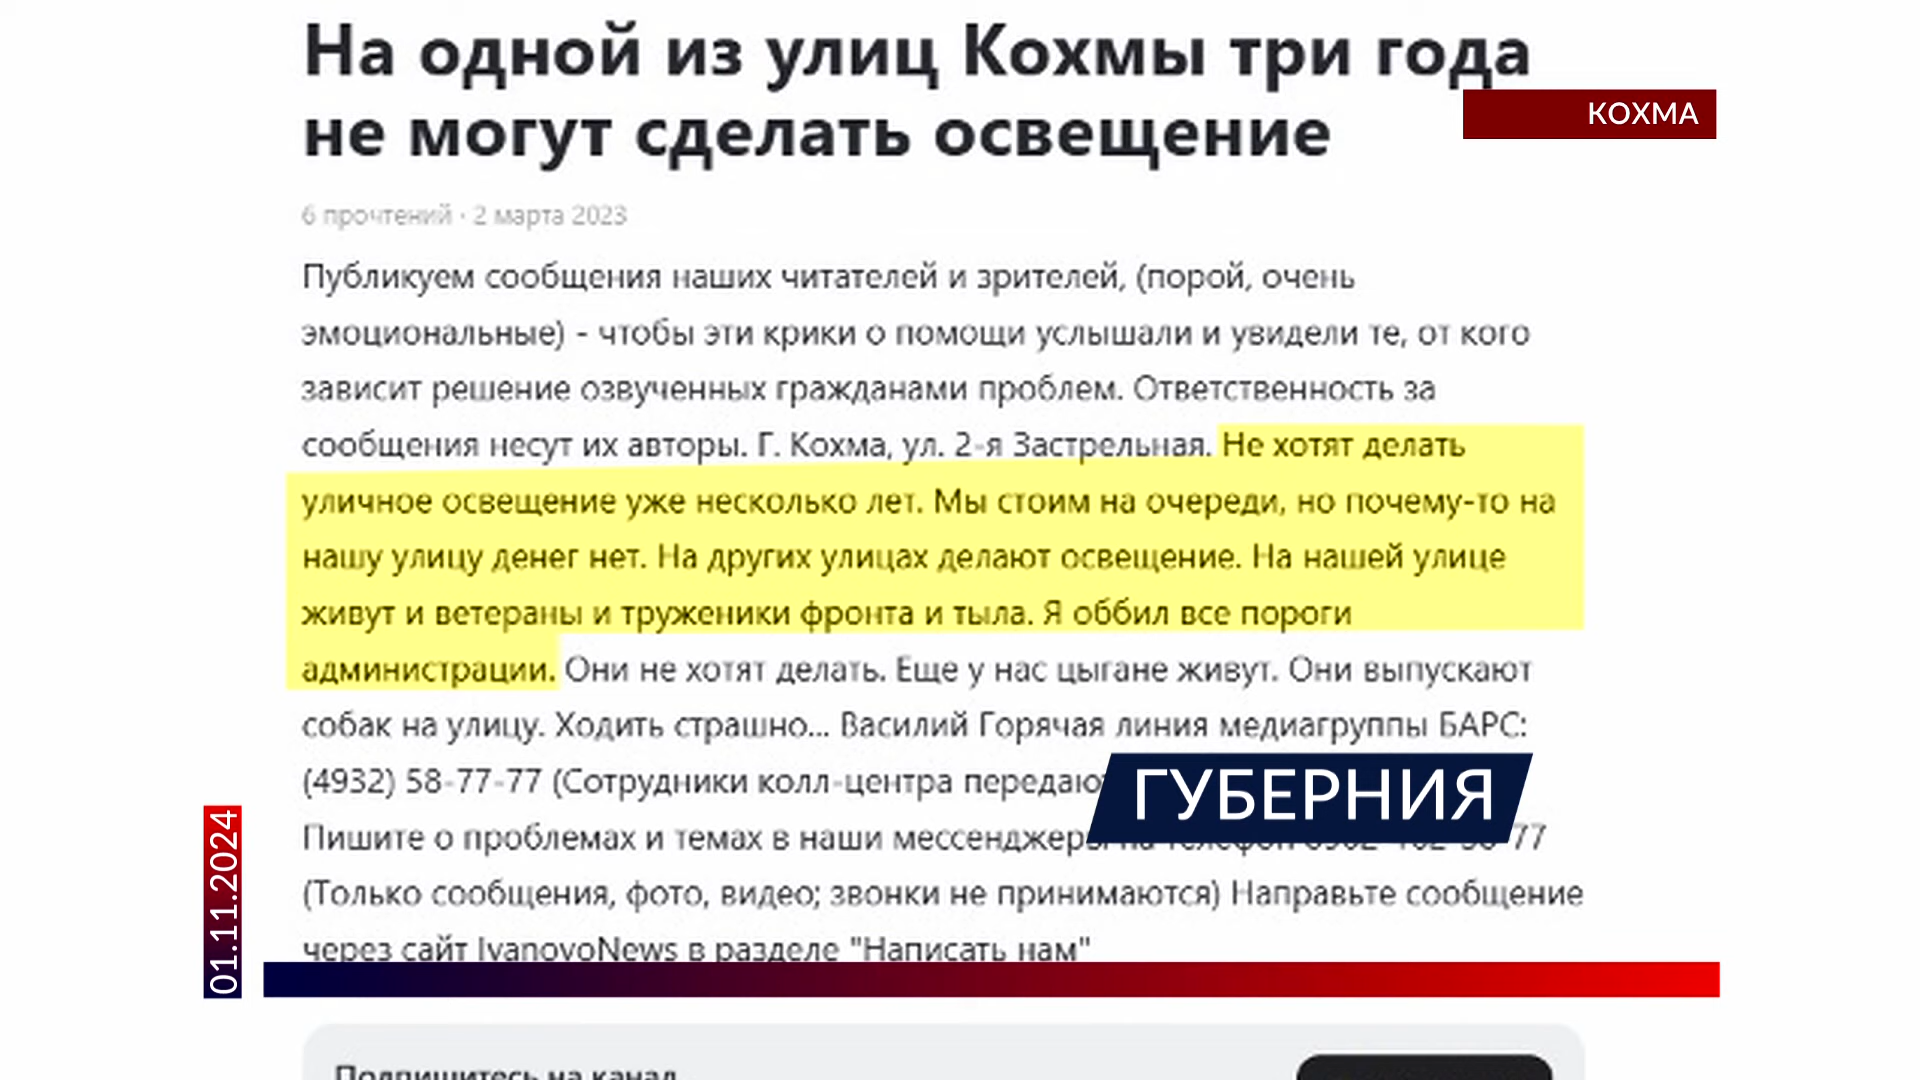 На одной из улиц Кохмы три года
не могут сделать освещение
КОХМА
6 прочтений · 2 марта 2023
Публикуем сообщения наших читателей и зрителей, (порой, очень
эмоциональные) - чтобы эти крики о помощи услышали и увидели те, от кого
зависит решение озвученных гражданами проблем. Ответственность за
сообщения несут их авторы. Г. Кохма, ул. 2-я Застрельная. Не хотят делать
уличное освещение уже несколько лет. Мы стоим на очереди, но почему-то на
нашу улицу денег нет. На других улицах делают освещение. На нашей улице
живут и ветераны и труженики фронта и тыла. Я оббил все пороги
администрации. Они не хотят делать. Еще у нас цыгане живут. Они выпускают
собак на улицу. Ходить страшно... Василий Горячая линия медиагруппы БАРС:
(4932) 58-77-77 (Сотрудники колл-центра передаю
ГУБЕРНИЯ
Пишите о проблемах и темах в наши мессенджеры на телефон 77
(Только сообщения, фото, видео; звонки не принимаются) Направьте сообщение
через сайт IvanovoNews в разделе "Написать нам"
01.11.2024
Подпишитесь на канал